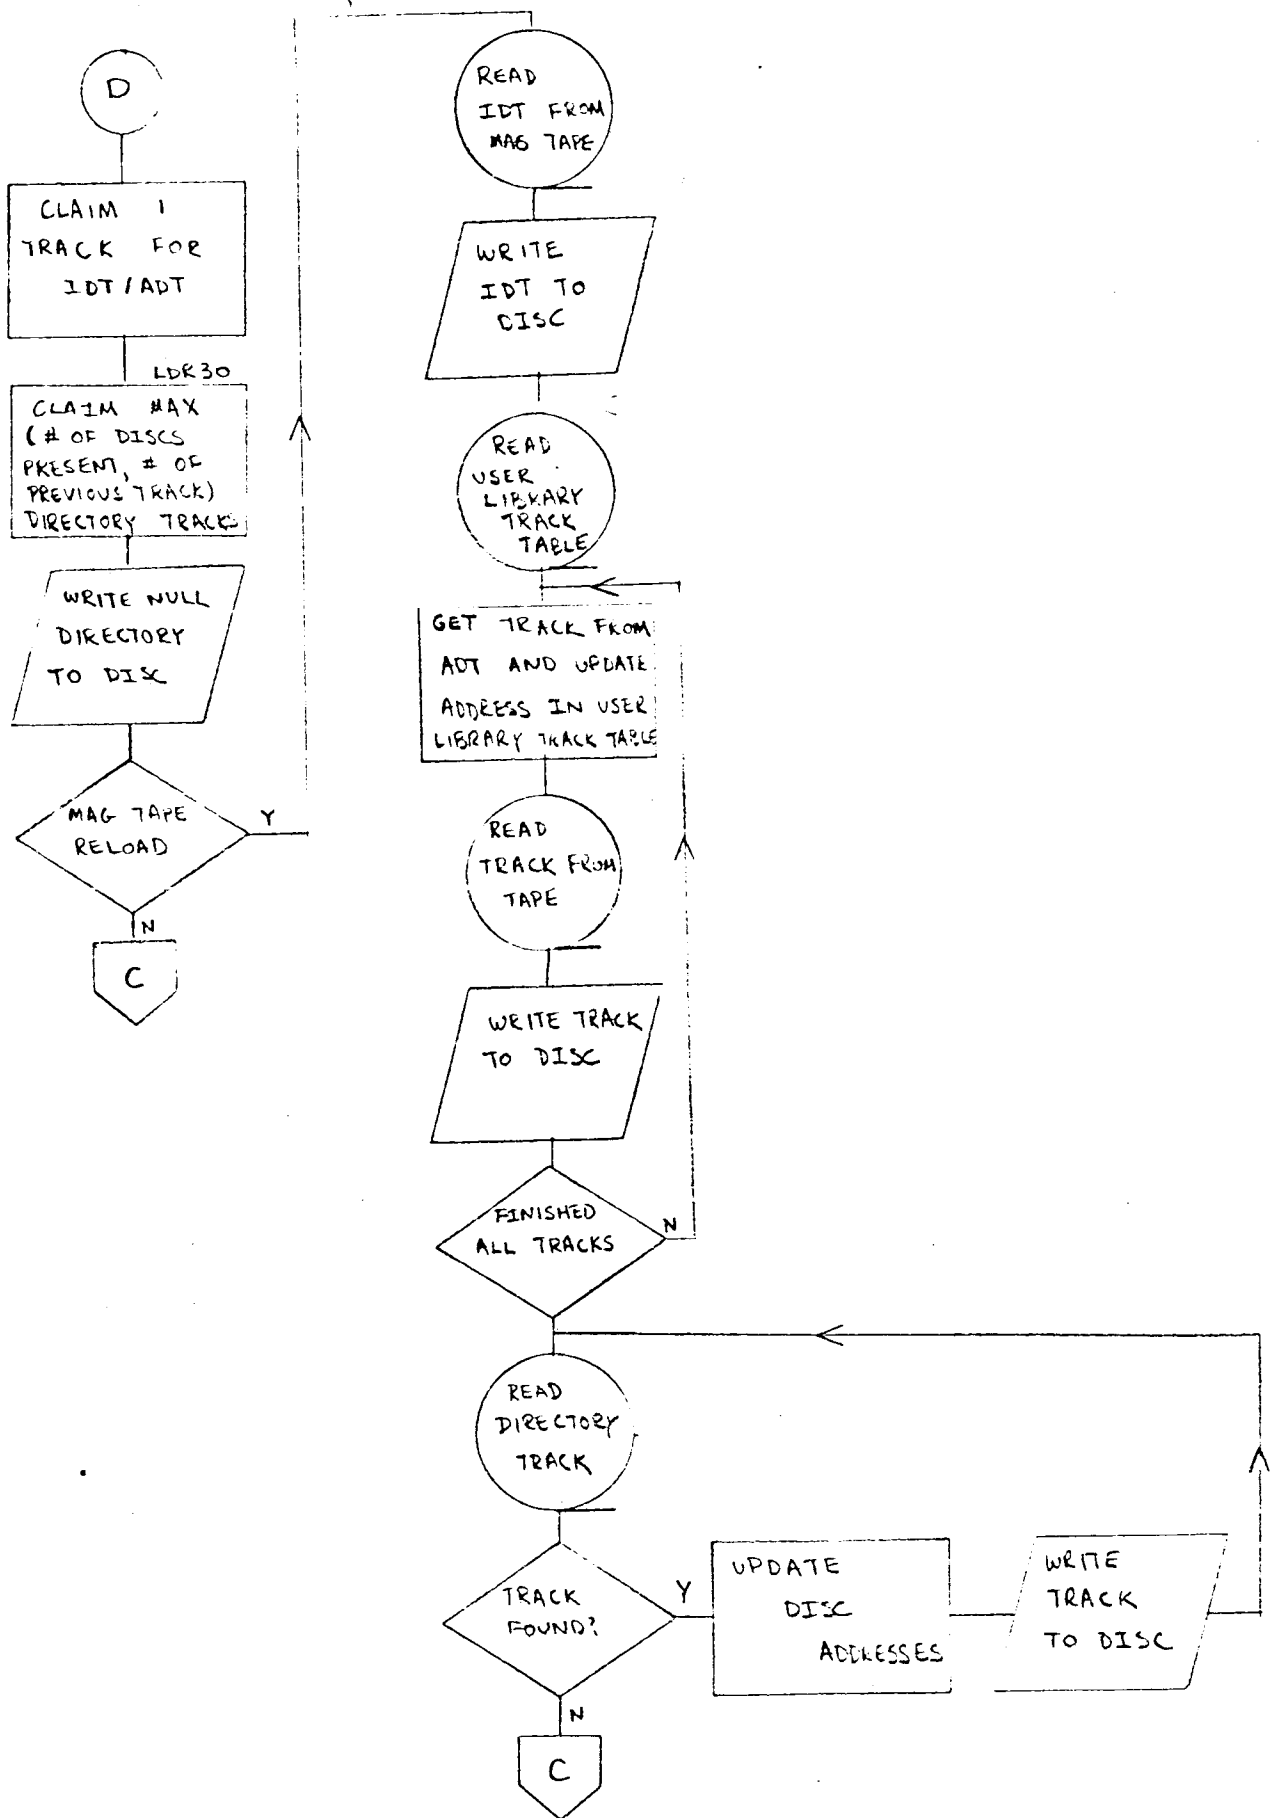 D
CLAIM 1
TRACK FOR
IDT/ADT
LDR30
CLAIM MAX
(# OF DISCS
PRESENT, # OF
PREVIOUS TRACK)
DIRECTORY TRACKS
WRITE NULL
DIRECTORY
TO DISC
MAG TAPE
RELOAD
Y
N
C
READ
IDT FROM
MAG TAPE
WRITE
IDT TO
DISC
READ
USER
LIBRARY
TRACK
TABLE
GET TRACK FROM
ADT AND UPDATE
ADDRESS IN USER
LIBRARY TRACK TABLE
READ
TRACK FROM
TAPE
WRITE TRACK
TO DISC
FINISHED
ALL TRACKS
N
READ
DIRECTORY
TRACK
TRACK
FOUND?
Y
UPDATE
DISC
ADDRESSES
WRITE
TRACK
TO DISC
N
C